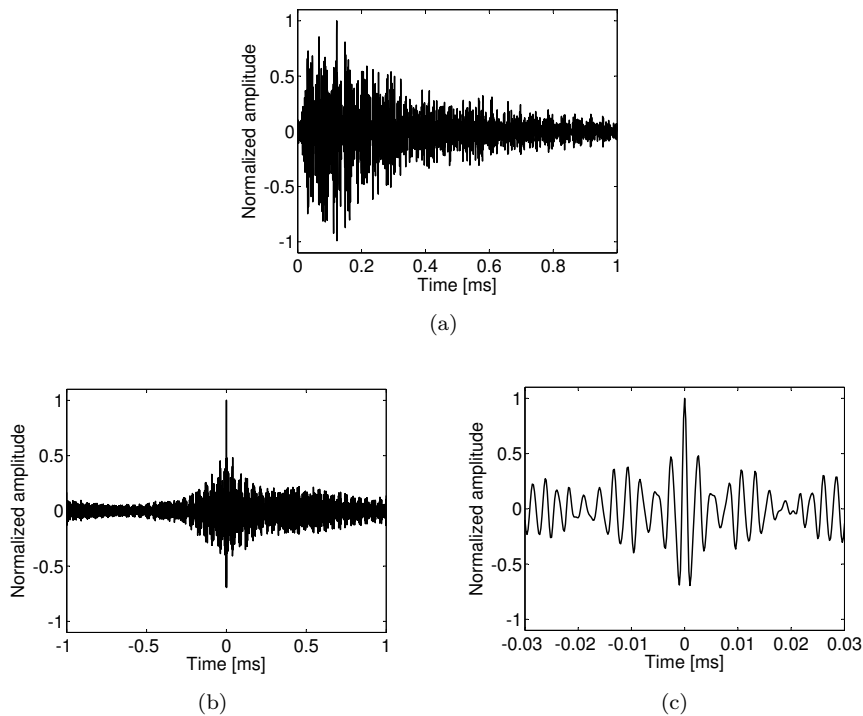 1
0.5
0
-0.5
-1
Normalized amplitude
0 0.2 0.4 0.6 0.8 1
Time [ms]
(a)
1
0.5
0
-0.5
-1
Normalized amplitude
-1 -0.5 0 0.5 1
Time [ms]
(b)
1
0.5
0
-0.5
-1
Normalized amplitude
-0.03 -0.02 -0.01 0 0.01 0.02 0.03
Time [ms]
(c)